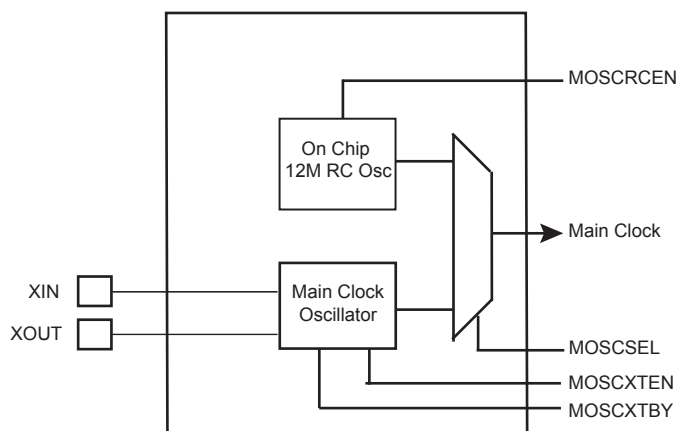 MOSCRCEN
On Chip
12M RC Osc
Main Clock
XIN
Main Clock
Oscillator
XOUT
MOSCSEL
MOSCXTEN
MOSCXTBY